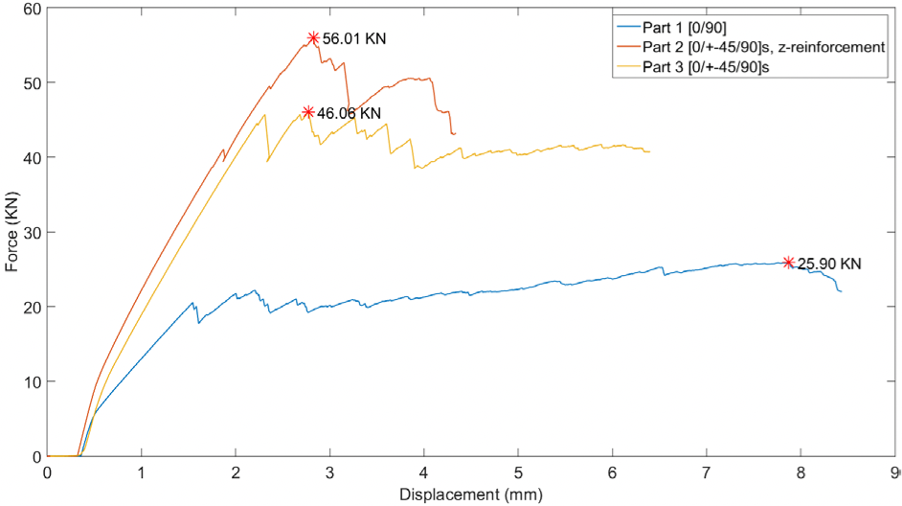 60
50
40
30
20
10
0
Force (KN)
Part 1 [0/90]
Part 2 [0/+-45/90]s, z-reinforcement
Part 3 [0/+-45/90]s
56.01 KN
46.06 KN
25.90 KN
0 1 2 3 4 5 6 7 8 9
Displacement (mm)